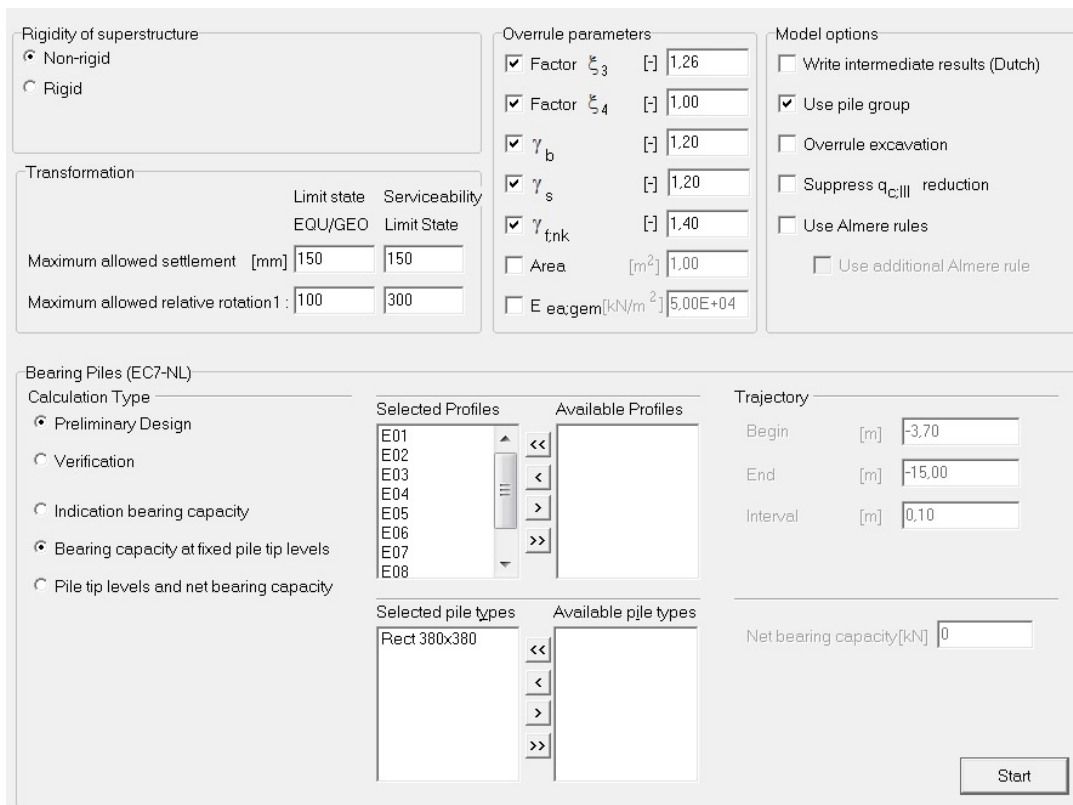 Rigidity of superstructure
Non-rigid
Rigid
Transformation
Limit state Serviceability
EQU/GEO Limit State
Maximum allowed settlement [mm] 150 150
Maximum allowed relative rotation1 : 100 300
Overrule parameters
Factor ξ3 [-] 1,26
Factor ξ4 [-] 1,00
γb [-] 1,20
γs [-] 1,20
γf;nk [-] 1,40
Area [m2] 1,00
E ea;gem[kN/m 2] 5,00E+04
Model options
Write intermediate results (Dutch)
Use pile group
Overrule excavation
Suppress qc;III reduction
Use Almere rules
Use additional Almere rule
Bearing Piles (EC7-NL)
Calculation Type
Preliminary Design
Verification
Indication bearing capacity
Bearing capacity at fixed pile tip levels
Pile tip levels and net bearing capacity
Selected Profiles
E01
E02
E03
E04
E05
E06
E07
E08
<<
<
>
>>
Available Profiles
Selected pile types
Rect 380x380
<<
<
>
>>
Available pile types
Trajectory
Begin [m] -3,70
End [m] -15,00
Interval [m] 0,10
Net bearing capacity[kN] 0
Start